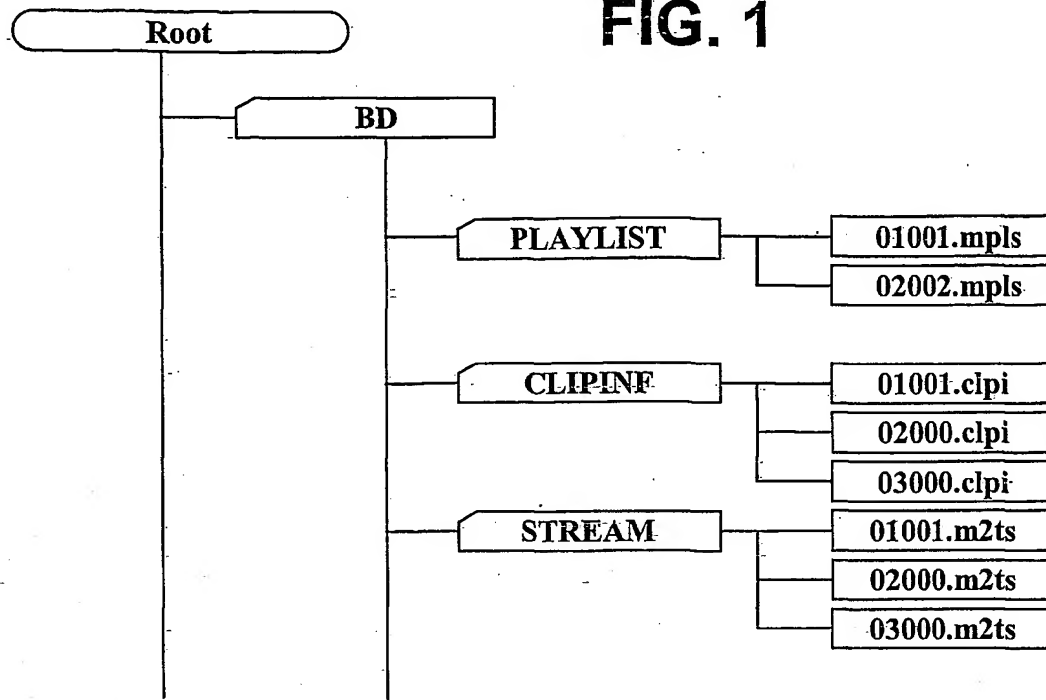 FIG. 1
Root
BD
PLAYLIST
01001.mpls
02002.mpls
CLIPINF
01001.clpi
02000.clpi
03000.clpi
STREAM
01001.m2ts
02000.m2ts
03000.m2ts